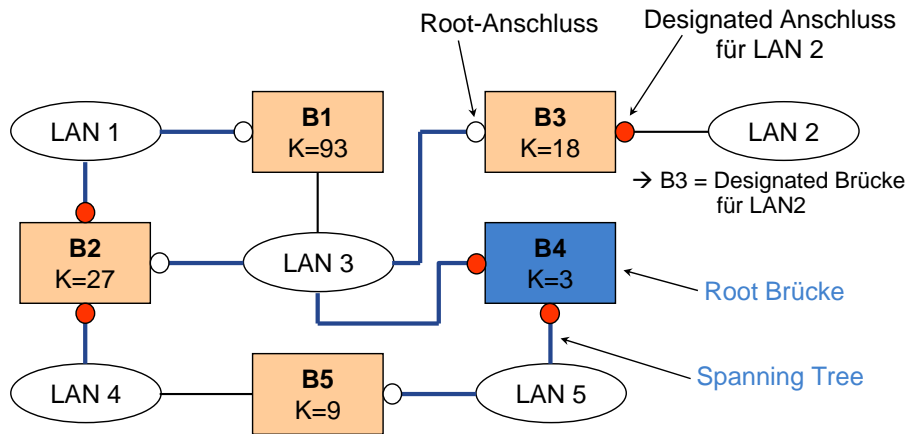 Root-Anschluss
Designated Anschluss
für LAN 2
LAN 1
B1
K=93
B3
K=18
LAN 2
→ B3 = Designated Brücke
für LAN2
B2
K=27
LAN 3
B4
K=3
Root Brücke
LAN 4
B5
K=9
LAN 5
Spanning Tree